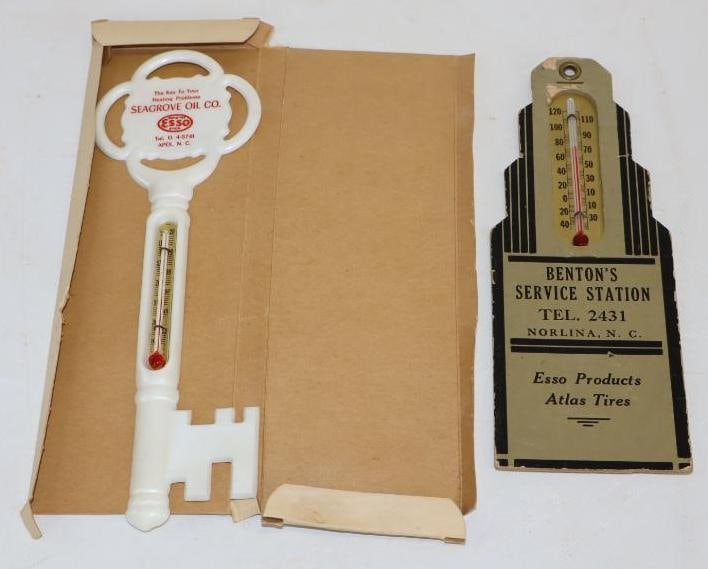 The Key To Your
Heating Problems
SEAGROVE OIL CO.
Esso
Tel. O. 4-5741
APEX, N. C.
120 110
100 90
80 70
60 50
40 30
20 10
0 10
20 30
40
BENTON'S
SERVICE STATION
TEL. 2431
NORLINA, N. C.
Esso Products
Atlas Tires